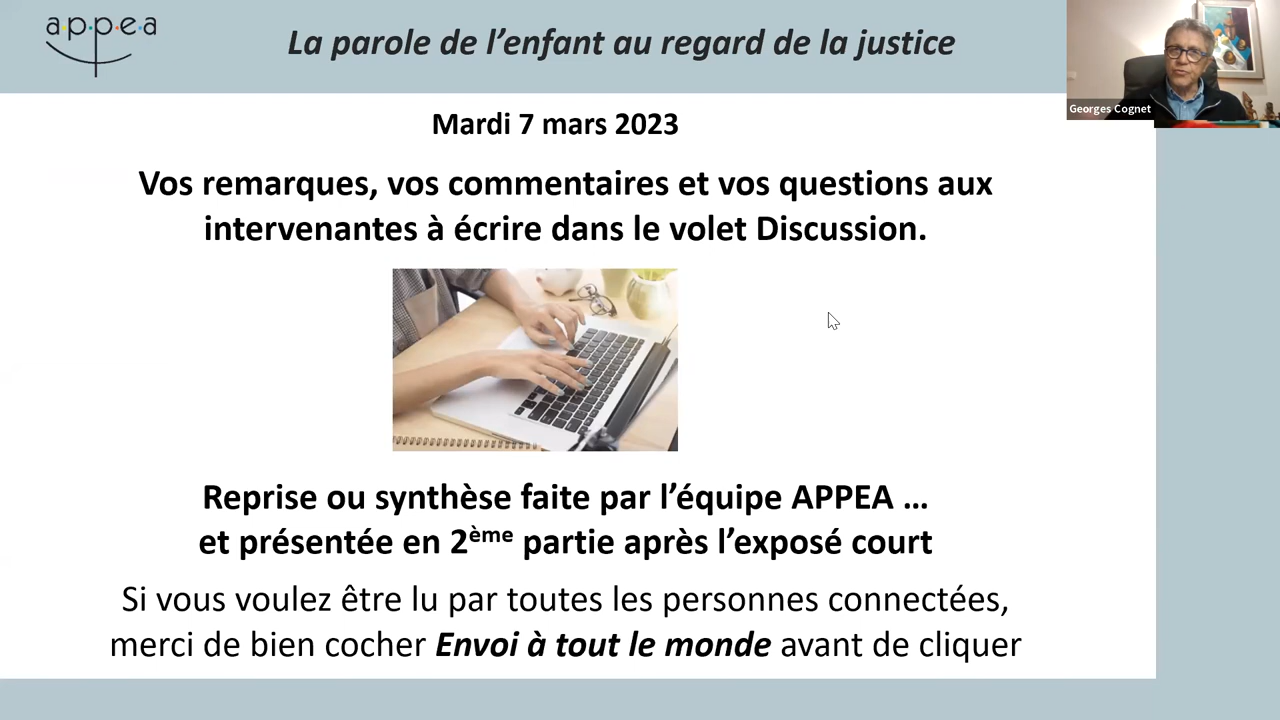 a·p·p·e·a
La parole de l'enfant au regard de la justice
Georges Cognet
Mardi 7 mars 2023
Vos remarques, vos commentaires et vos questions aux
intervenantes à écrire dans le volet Discussion.
Reprise ou synthèse faite par l'équipe APPEA …
et présentée en 2ème partie après l'exposé court
Si vous voulez être lu par toutes les personnes connectées,
merci de bien cocher Envoi à tout le monde avant de cliquer